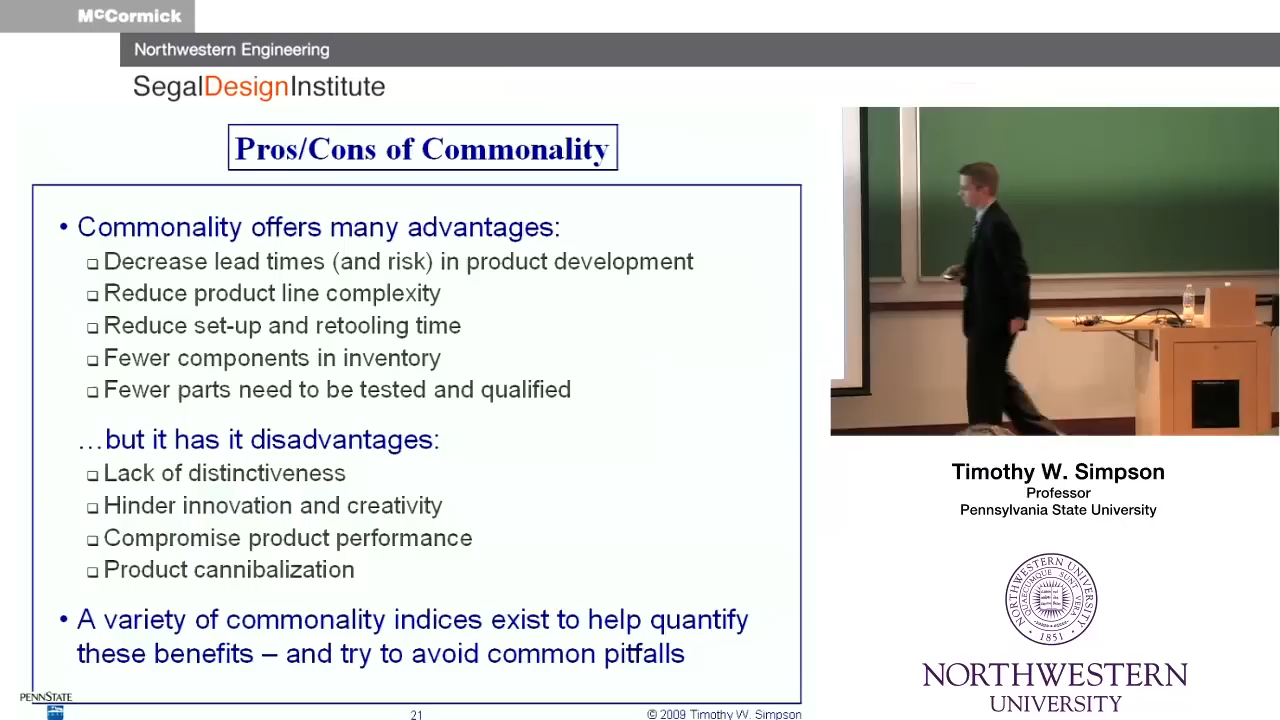 McCormick
Northwestern Engineering
SegalDesignInstitute
Pros/Cons of Commonality
• Commonality offers many advantages:
❑ Decrease lead times (and risk) in product development
❑ Reduce product line complexity
❑ Reduce set-up and retooling time
❑ Fewer components in inventory
❑ Fewer parts need to be tested and qualified
…but it has it disadvantages:
❑ Lack of distinctiveness
❑ Hinder innovation and creativity
❑ Compromise product performance
❑ Product cannibalization
• A variety of commonality indices exist to help quantify
these benefits – and try to avoid common pitfalls
PENNSTATE
21
© 2009 Timothy W. Simpson
Timothy W. Simpson
Professor
Pennsylvania State University
NORTHWESTERN UNIVERSITY
1851
NORTHWESTERN
UNIVERSITY